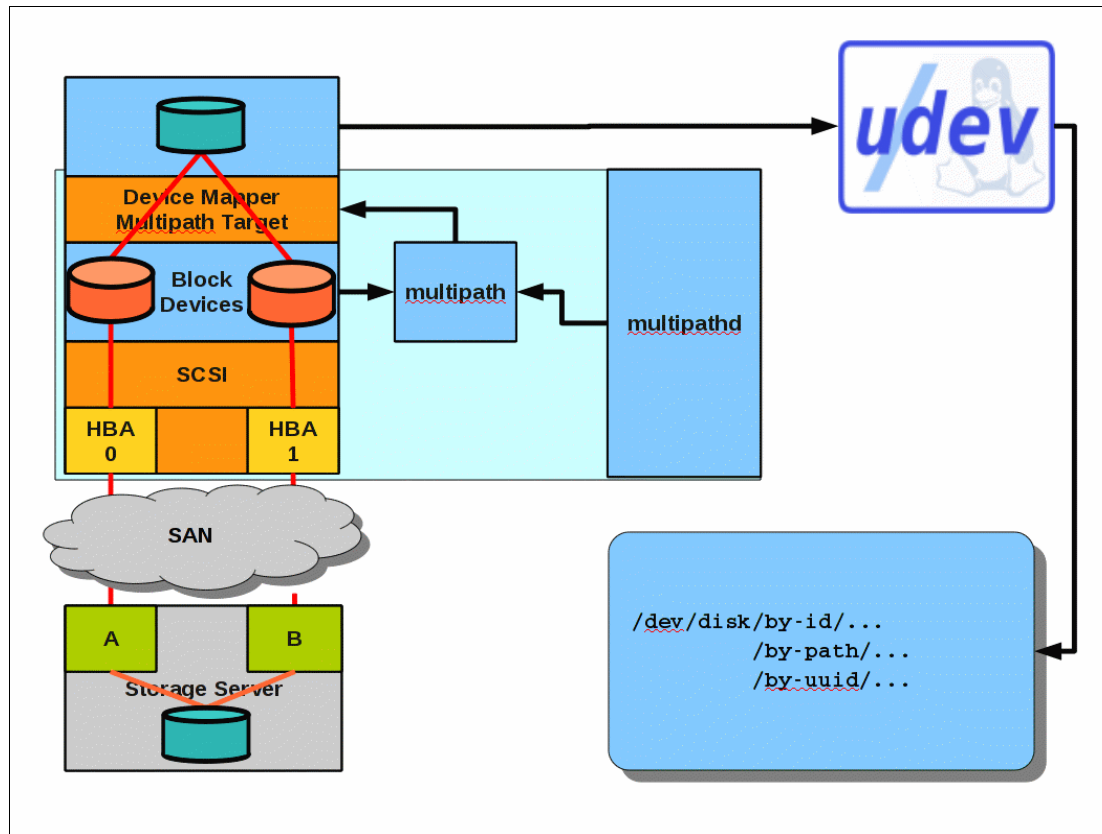 udev
Device Mapper
Multipath Target
Block
Devices
multipath
multipathd
SCSI
HBA
0
HBA
1
SAN
A
B
Storage Server
/dev/disk/by-id/...
/by-path/...
/by-uuid/...